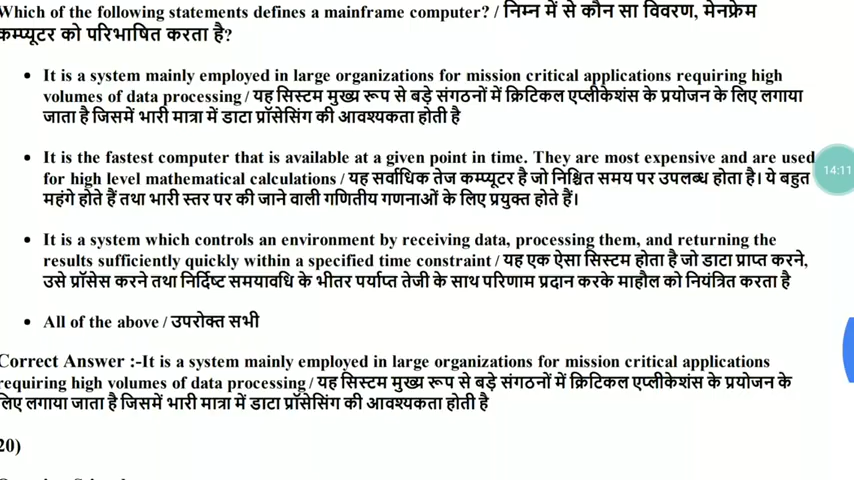 Which of the following statements defines a mainframe computer? / निम्न में से कौन सा विवरण, मेनफ्रेम
कम्प्यूटर को परिभाषित करता है?
It is a system mainly employed in large organizations for mission critical applications requiring high
volumes of data processing / यह सिस्टम मुख्य रूप से बड़े संगठनों में क्रिटिकल एप्लीकेशंस के प्रयोजन के लिए लगाया
जाता है जिसमें भारी मात्रा में डाटा प्रॉसेसिंग की आवश्यकता होती है
It is the fastest computer that is available at a given point in time. They are most expensive and are used
for high level mathematical calculations / यह सर्वाधिक तेज कम्प्यूटर है जो निश्चित समय पर उपलब्ध होता है। ये बहुत
महंगे होते हैं तथा भारी स्तर पर की जाने वाली गणितीय गणनाओं के लिए प्रयुक्त होते हैं।
14:11
It is a system which controls an environment by receiving data, processing them, and returning the
results sufficiently quickly within a specified time constraint / यह एक ऐसा सिस्टम होता है जो डाटा प्राप्त करने,
उसे प्रॉसेस करने तथा निर्दिष्ट समयावधि के भीतर पर्याप्त तेजी के साथ परिणाम प्रदान करके माहौल को नियंत्रित करता है
All of the above / उपरोक्त सभी
Correct Answer :-It is a system mainly employed in large organizations for mission critical applications
requiring high volumes of data processing / यह सिस्टम मुख्य रूप से बड़े संगठनों में क्रिटिकल एप्लीकेशंस के प्रयोजन के
लिए लगाया जाता है जिसमें भारी मात्रा में डाटा प्रॉसेसिंग की आवश्यकता होती है
20)